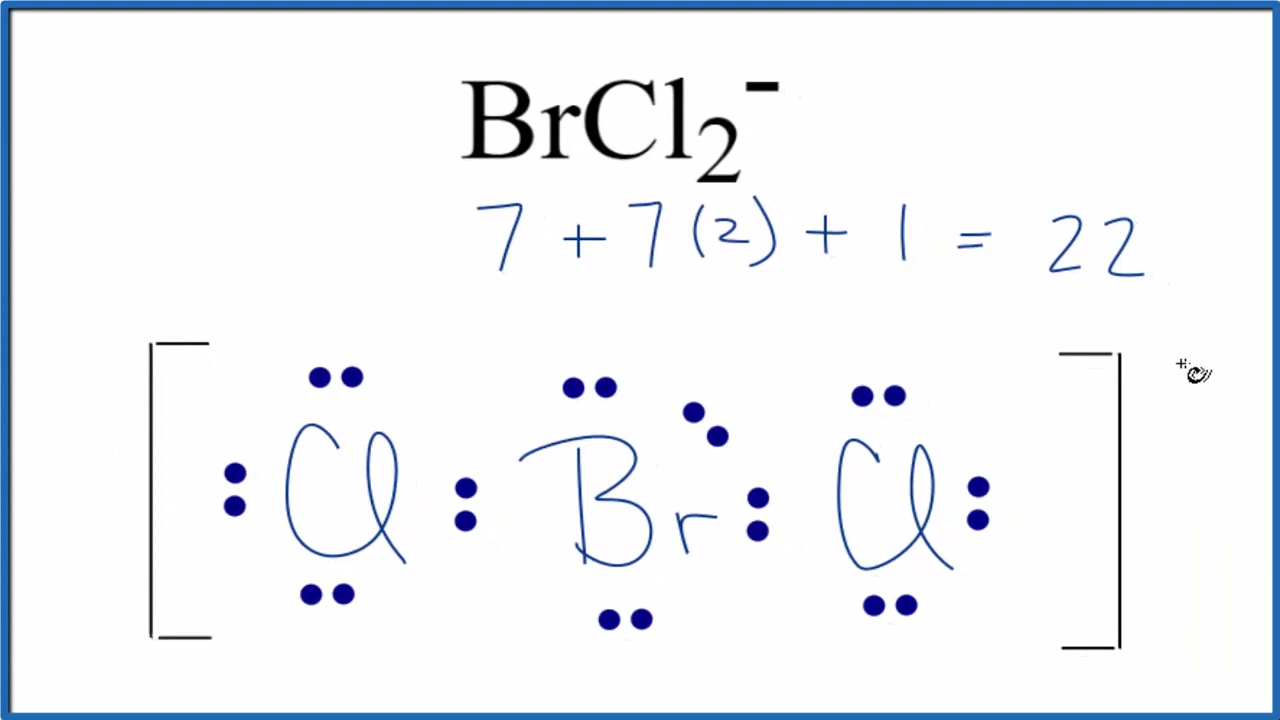 BrCl₂⁻
7 + 7(2) + 1 = 22
Cl Br Cl